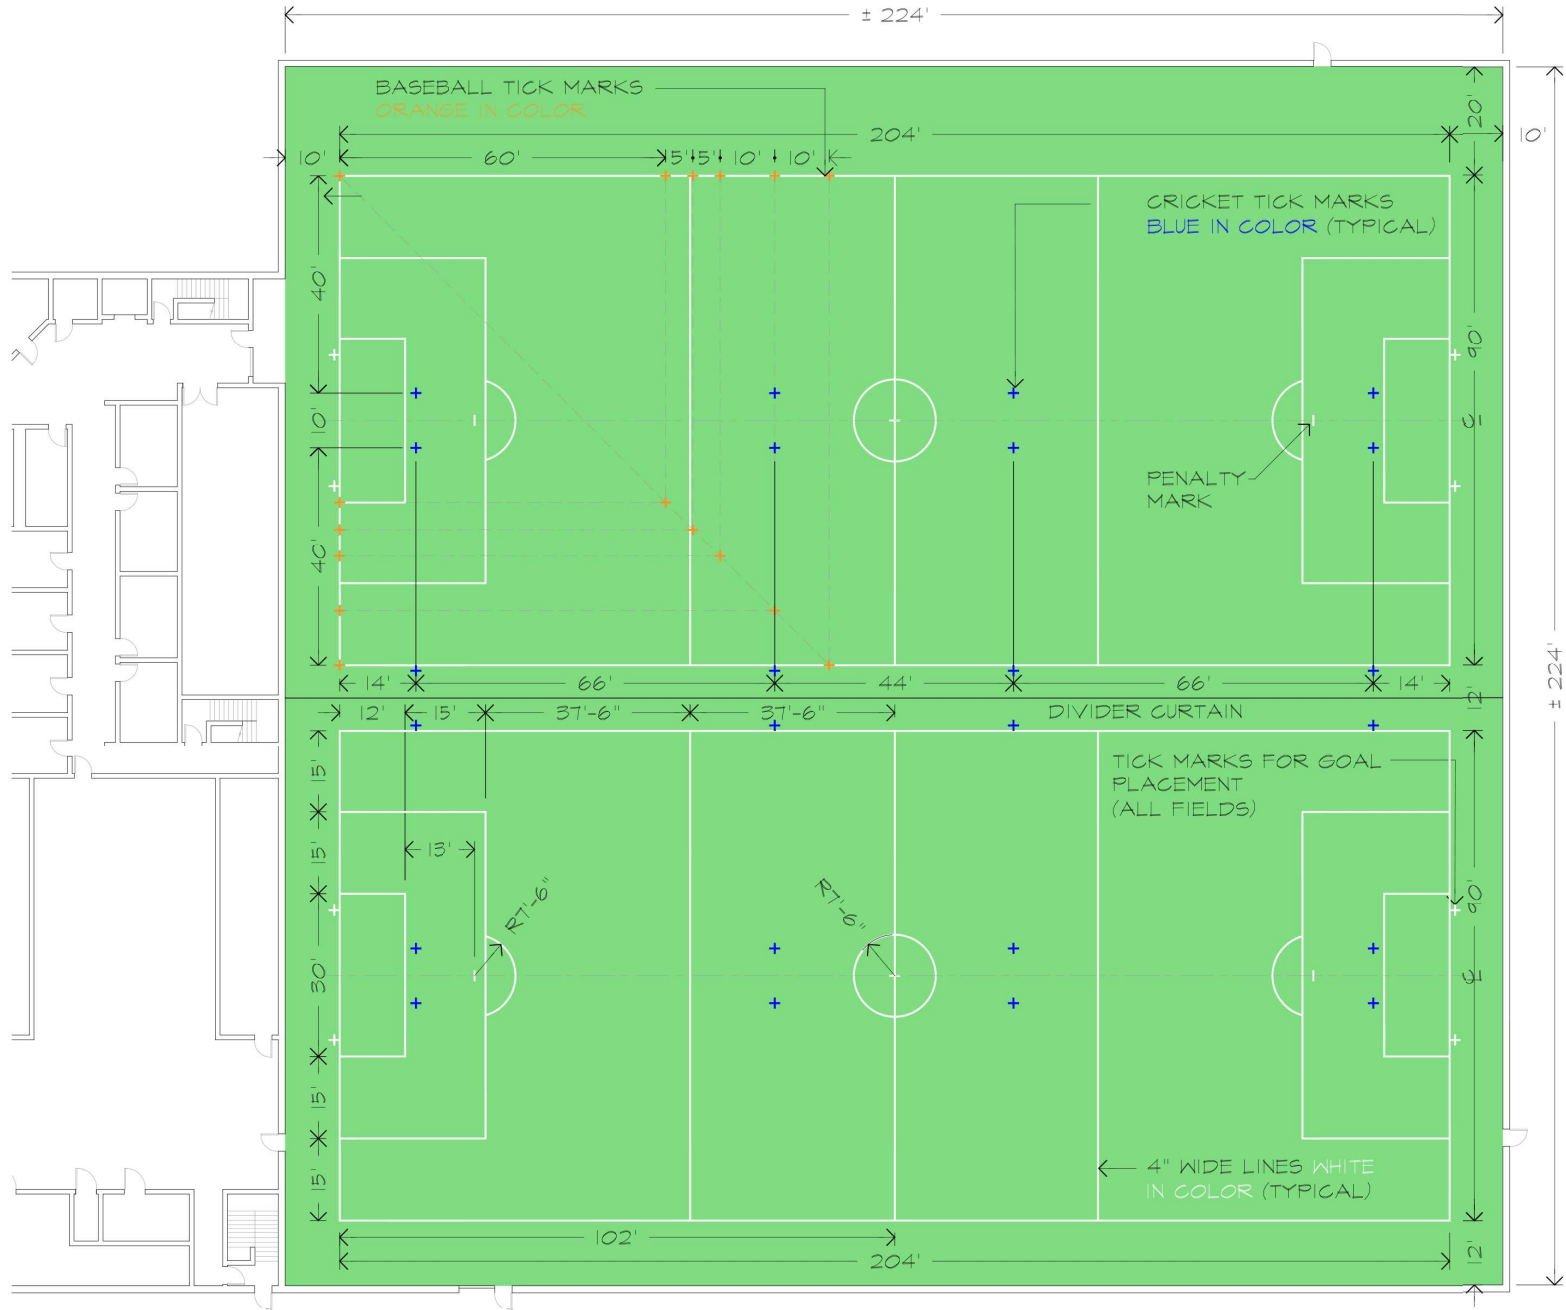 ± 224'
BASEBALL TICK MARKS
ORANGE IN COLOR
20'
204'
10'
10'
60'
5'
5'
10'
10'
CRICKET TICK MARKS
BLUE IN COLOR (TYPICAL)
40'
90'
10'
PENALTY
MARK
40'
± 224'
14'
66'
44'
66'
14'
12'
12'
15'
37'-6"
37'-6"
DIVIDER CURTAIN
15'
TICK MARKS FOR GOAL
PLACEMENT
(ALL FIELDS)
15'
13'
R7'-6"
R7'-6"
90'
30'
15'
4" WIDE LINES WHITE
IN COLOR (TYPICAL)
15'
102'
204'
12'